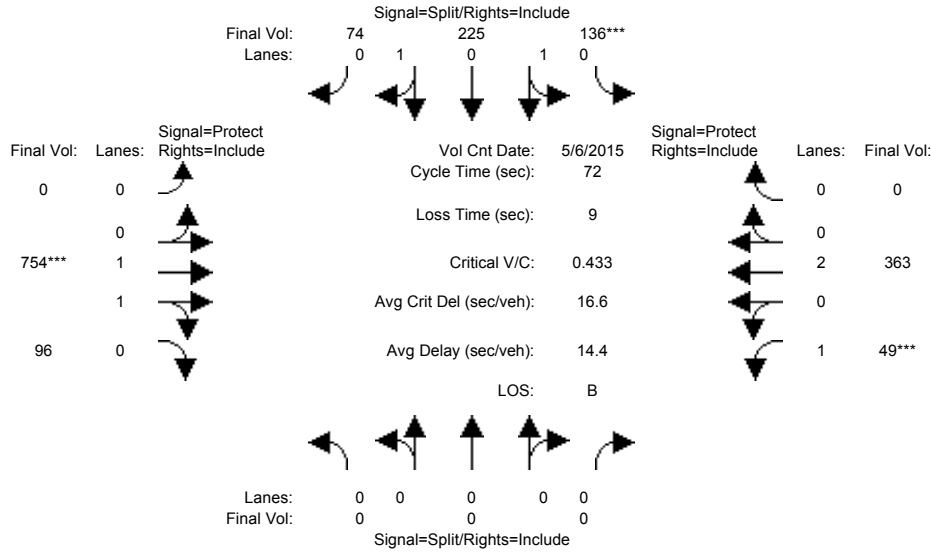 Signal=Split/Rights=Include
Final Vol: 74 225 136***
Lanes: 0 1 0 1 0
Signal=Protect Signal=Protect
Final Vol: Lanes: Rights=Include Vol Cnt Date: 5/6/2015 Rights=Include Lanes: Final Vol:
Cycle Time (sec): 72
0 0 0 0
Loss Time (sec): 9
0 0
754*** 1 Critical V/C: 0.433 2 363
1 Avg Crit Del (sec/veh): 16.6 0
96 0 Avg Delay (sec/veh): 14.4 1 49***
LOS: B
Lanes: 0 0 0 0 0
Final Vol: 0 0 0
Signal=Split/Rights=Include